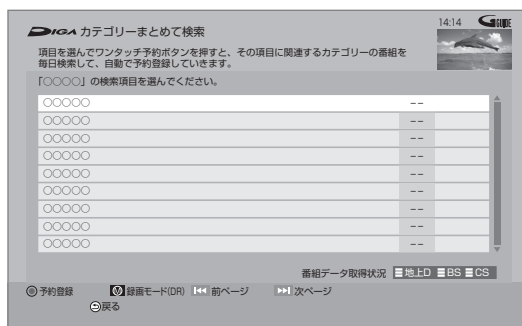 DIGA カテゴリーまとめて検索
14:14 GGUIDE
項目を選んでワンタッチ予約ボタンを押すと、その項目に関連するカテゴリーの番組を
毎日検索して、自動で予約登録していきます。
「○○○○」の検索項目を選んでください。
○○○○○ --
○○○○○ --
○○○○○ --
○○○○○ --
○○○○○ --
○○○○○ --
○○○○○ --
○○○○○ --
○○○○○ --
番組データ取得状況 地上D BS CS
予約登録 録画モード(DR) 前ページ 次ページ
戻る